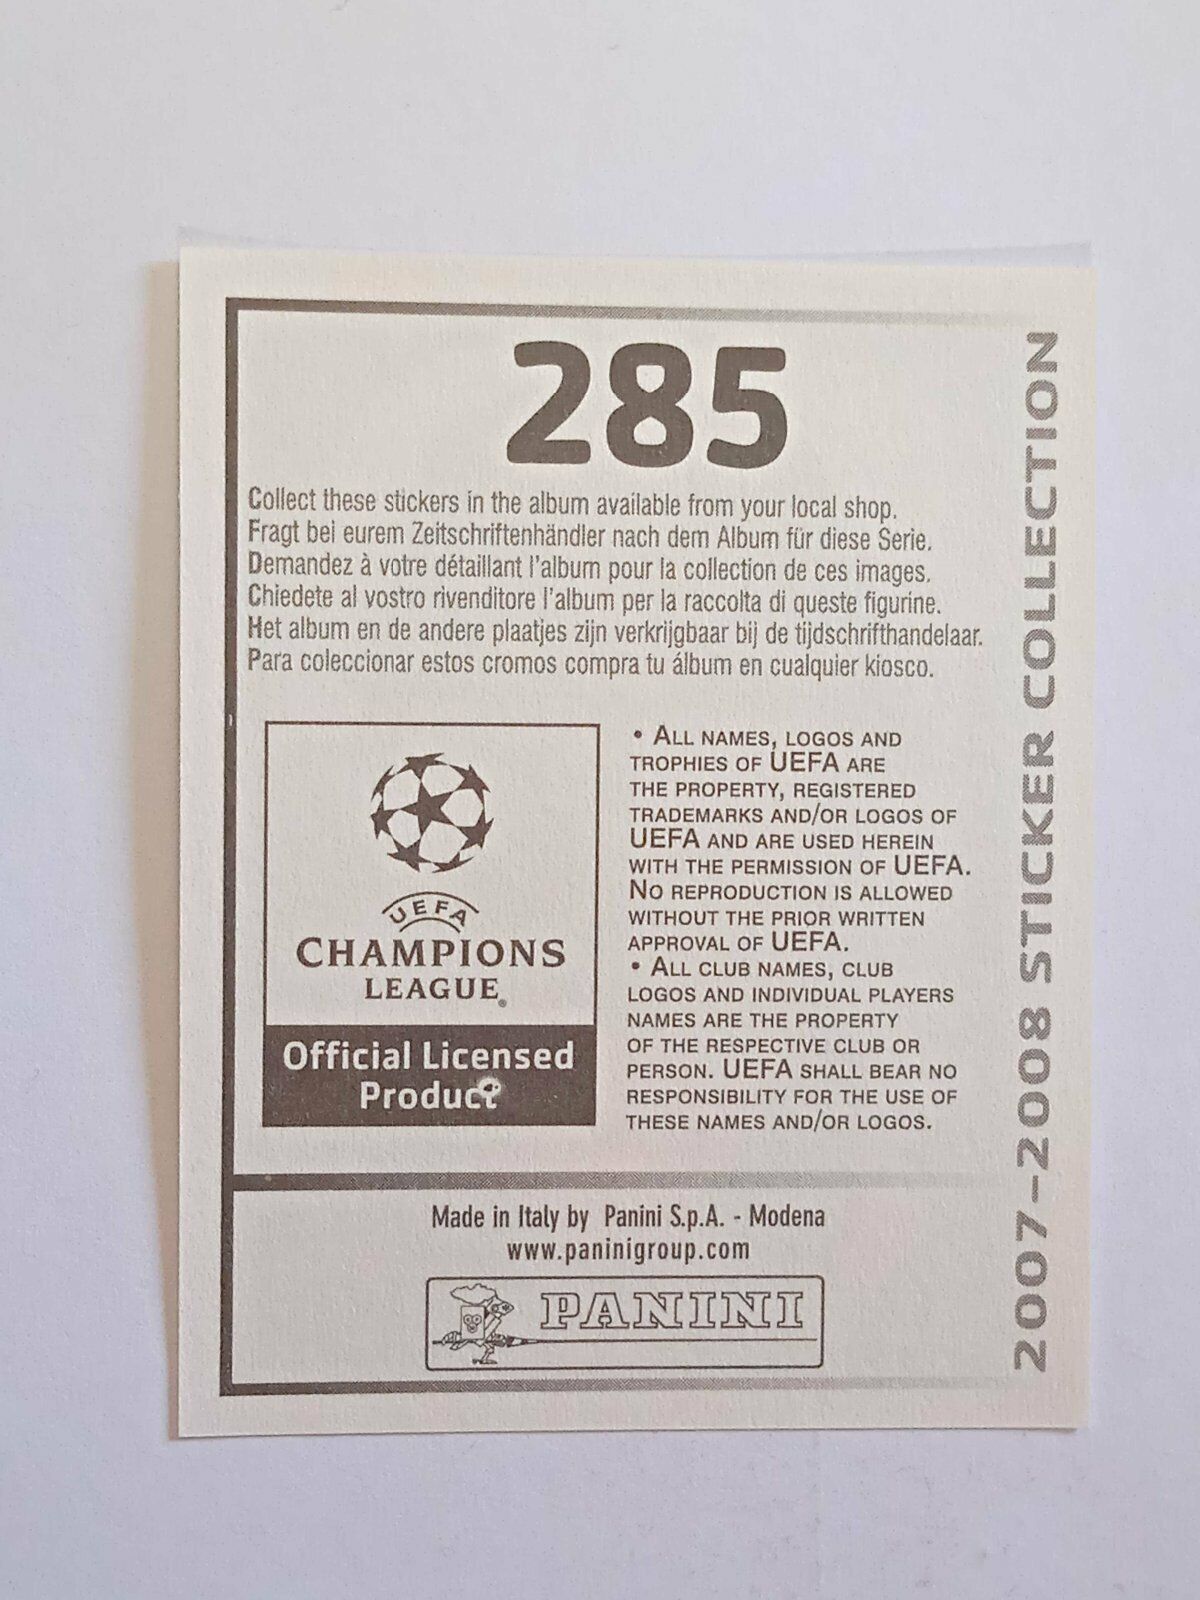 285
Collect these stickers in the album available from your local shop.
Fragt bei eurem Zeitschriftenhändler nach dem Album für diese Serie.
Demandez à votre détaillant l'album pour la collection de ces images.
Chiedete al vostro rivenditore l'album per la raccolta di queste figurine.
Het album en de andere plaatjes zijn verkrijgbaar bij de tijdschrifthandelaar.
Para coleccionar estos cromos compra tu álbum en cualquier kiosco.
UEFA
CHAMPIONS
LEAGUE®
Official Licensed
Product
• ALL NAMES, LOGOS AND
TROPHIES OF UEFA ARE
THE PROPERTY, REGISTERED
TRADEMARKS AND/OR LOGOS OF
UEFA AND ARE USED HEREIN
WITH THE PERMISSION OF UEFA.
NO REPRODUCTION IS ALLOWED
WITHOUT THE PRIOR WRITTEN
APPROVAL OF UEFA.
• ALL CLUB NAMES, CLUB
LOGOS AND INDIVIDUAL PLAYERS
NAMES ARE THE PROPERTY
OF THE RESPECTIVE CLUB OR
PERSON. UEFA SHALL BEAR NO
RESPONSIBILITY FOR THE USE OF
THESE NAMES AND/OR LOGOS.
Made in Italy by Panini S.p.A. - Modena
www.paninigroup.com
PANINI
2007-2008 STICKER COLLECTION